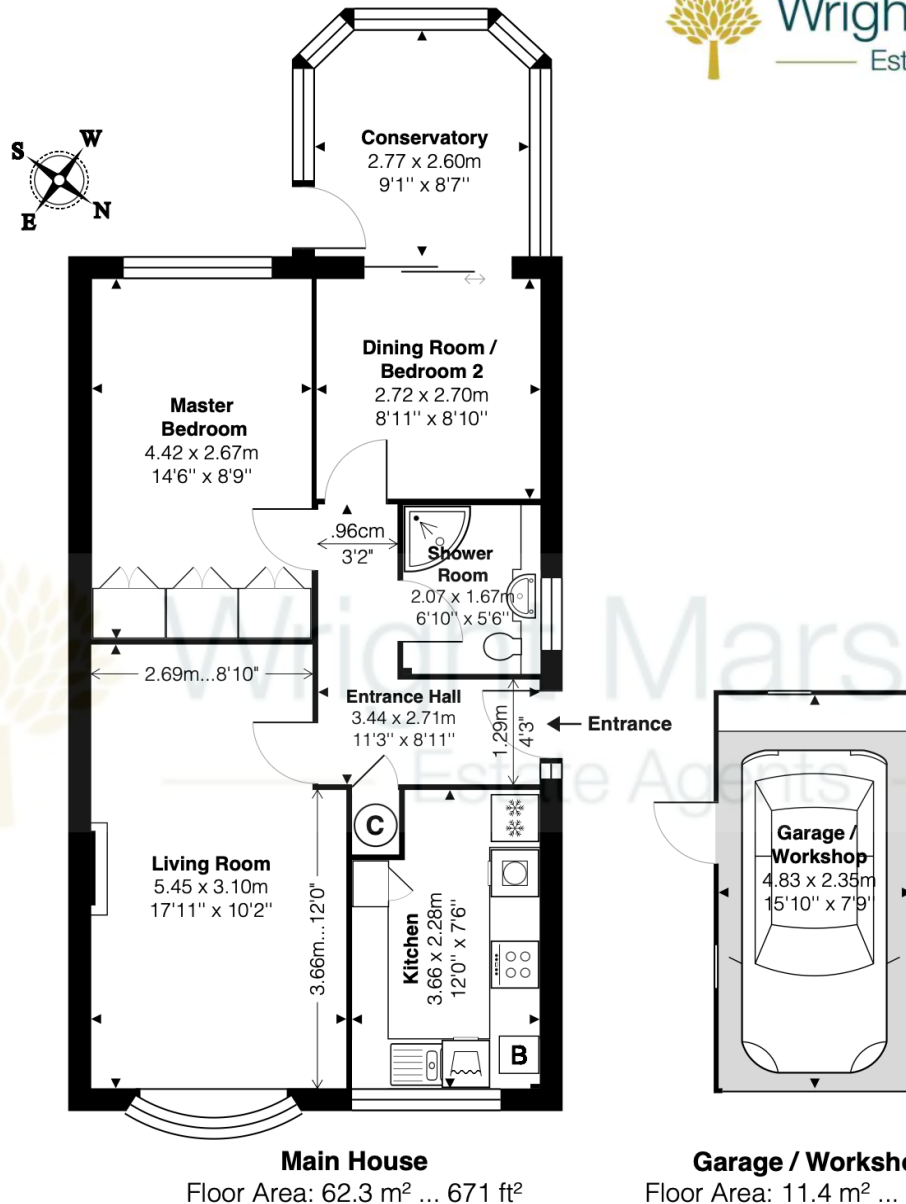 Wrigh
Est
S
W
E
N
Conservatory
2.77 x 2.60m
9'1'' x 8'7''
Dining Room /
Bedroom 2
2.72 x 2.70m
8'11'' x 8'10''
Master
Bedroom
4.42 x 2.67m
14'6'' x 8'9''
.96cm
3'2"
Shower
Room
2.07 x 1.67m
6'10'' x 5'6''
Wright Mars
Estate Agents
2.69m...8'10"
Entrance Hall
3.44 x 2.71m
11'3'' x 8'11''
1.29m
4'3"
Entrance
C
Living Room
5.45 x 3.10m
17'11'' x 10'2''
3.66m...12'0"
Kitchen
3.66 x 2.28m
12'0'' x 7'6''
B
Garage /
Workshop
4.83 x 2.35m
15'10'' x 7'9''
Main House
Floor Area: 62.3 m² ... 671 ft²
Garage / Worksho
Floor Area: 11.4 m² ...